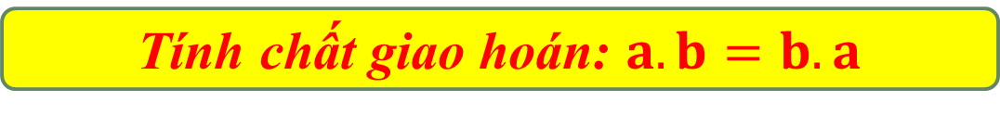 Tính chất giao hoán: a.b = b.a